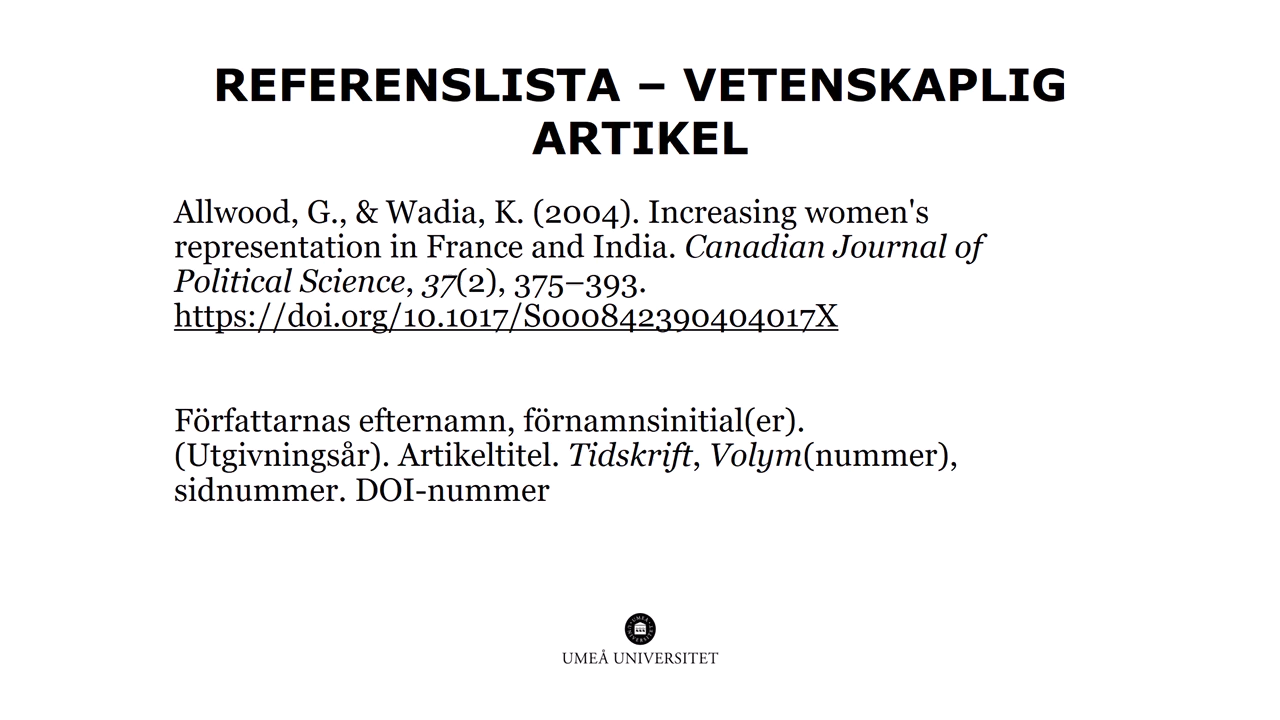 REFERENSLISTA – VETENSKAPLIG
ARTIKEL
Allwood, G., & Wadia, K. (2004). Increasing women's
representation in France and India. Canadian Journal of
Political Science, 37(2), 375–393.
https://doi.org/10.1017/S000842390404017X
Författarnas efternamn, förnamnsinitial(er).
(Utgivningsår). Artikeltitel. Tidskrift, Volym(nummer),
sidnummer. DOI-nummer
UMEÅ UNIVERSITET